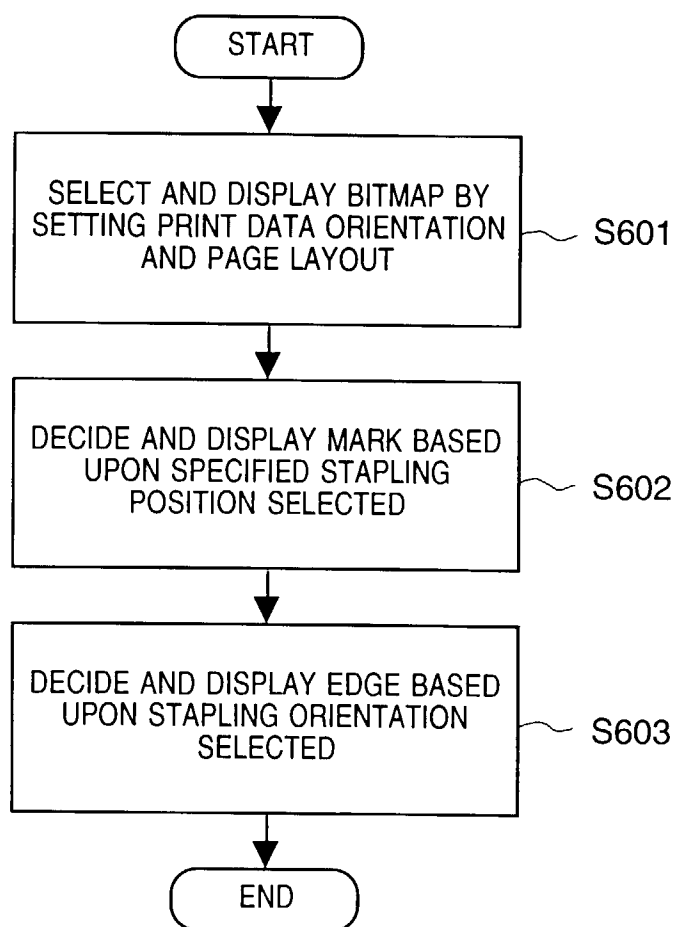 START
SELECT AND DISPLAY BITMAP BY
SETTING PRINT DATA ORIENTATION
AND PAGE LAYOUT
S601
DECIDE AND DISPLAY MARK BASED
UPON SPECIFIED STAPLING
POSITION SELECTED
S602
DECIDE AND DISPLAY EDGE BASED
UPON STAPLING ORIENTATION
SELECTED
S603
END